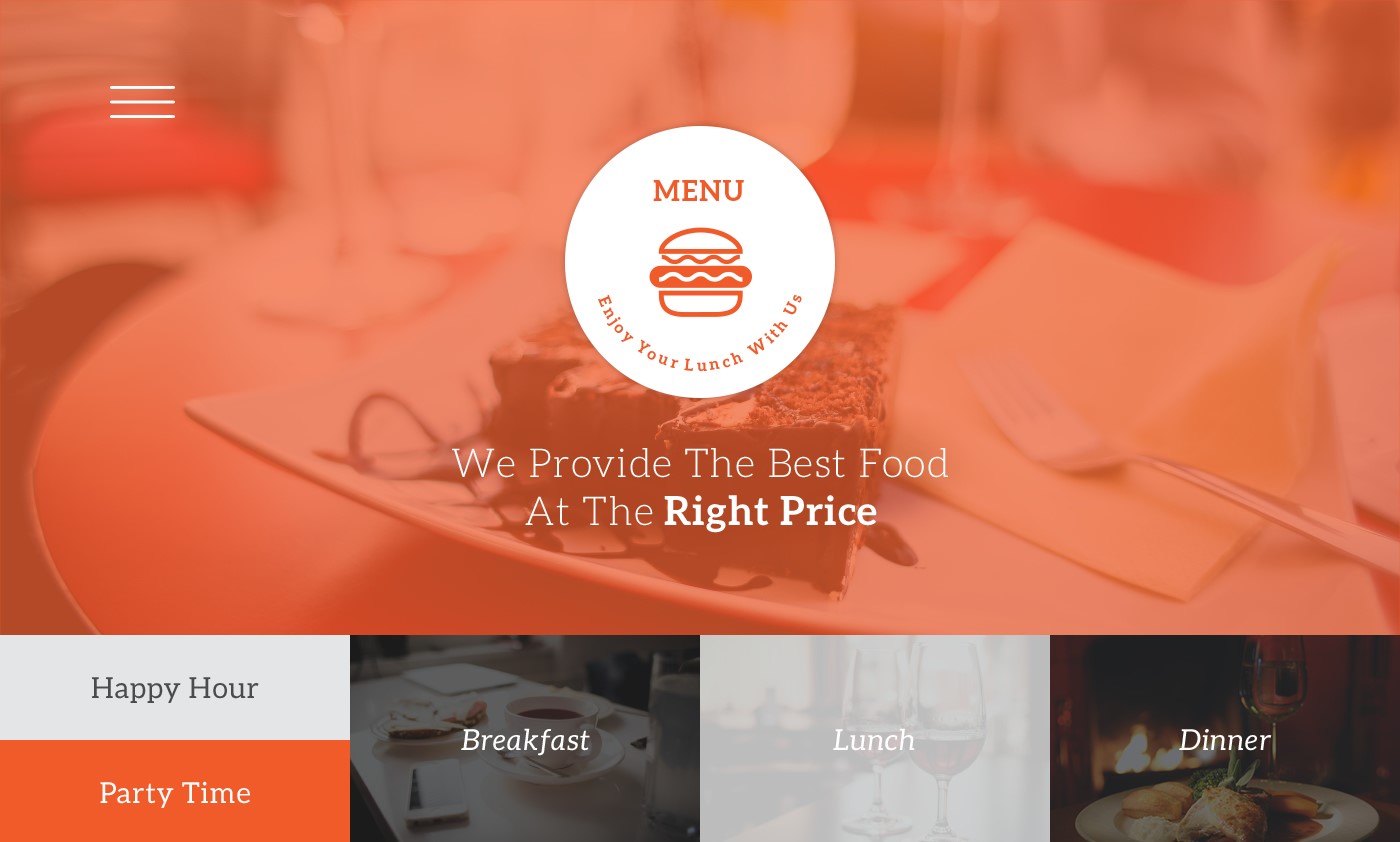 MENU
Enjoy Your Lunch With Us
We Provide The Best Food
At The Right Price
Happy Hour
Party Time
Breakfast
Lunch
Dinner